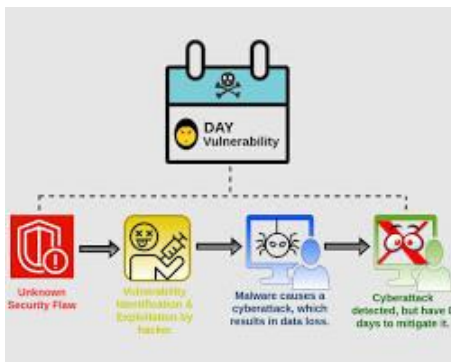 DAY
Vulnerability
Unknown
Security Flaw
Vulnerability
Identification &
Exploitation by
hacker.
Malware causes a
cyberattack, which
results in data loss.
Cyberattack
detected, but have 0
days to mitigate it.